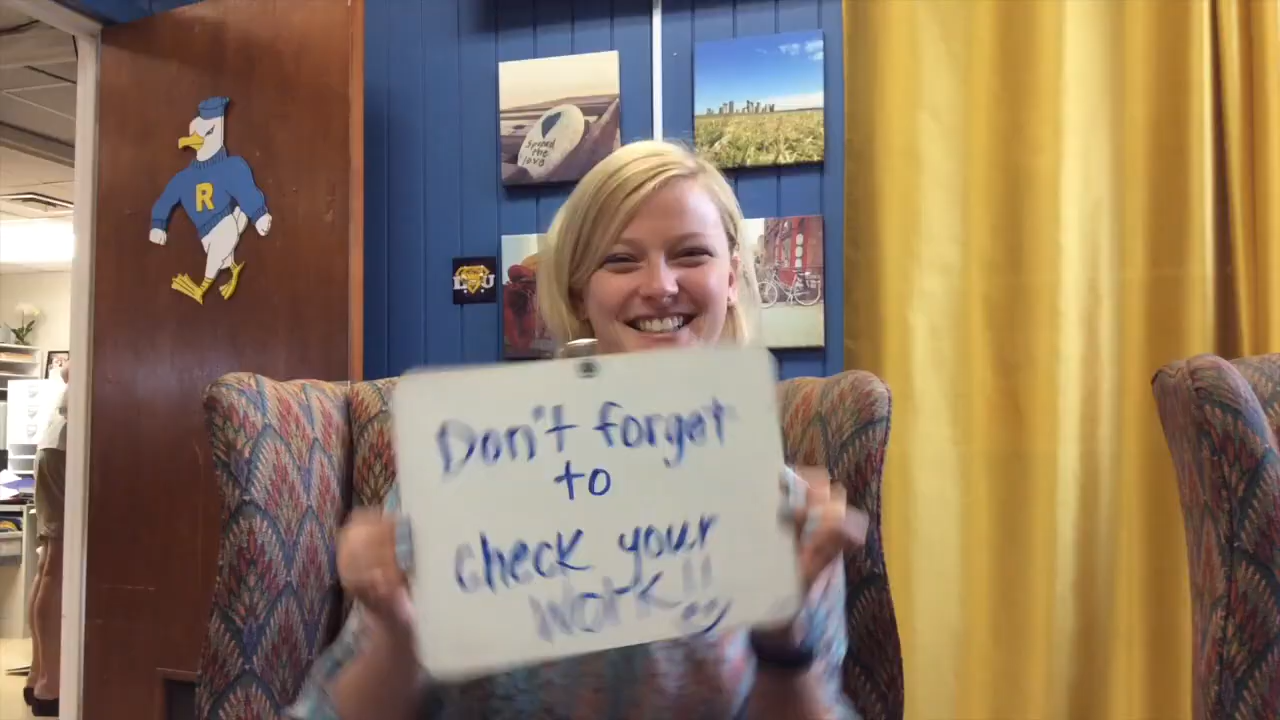 R
spread
the
love
Don't forget
to
check your
work!!